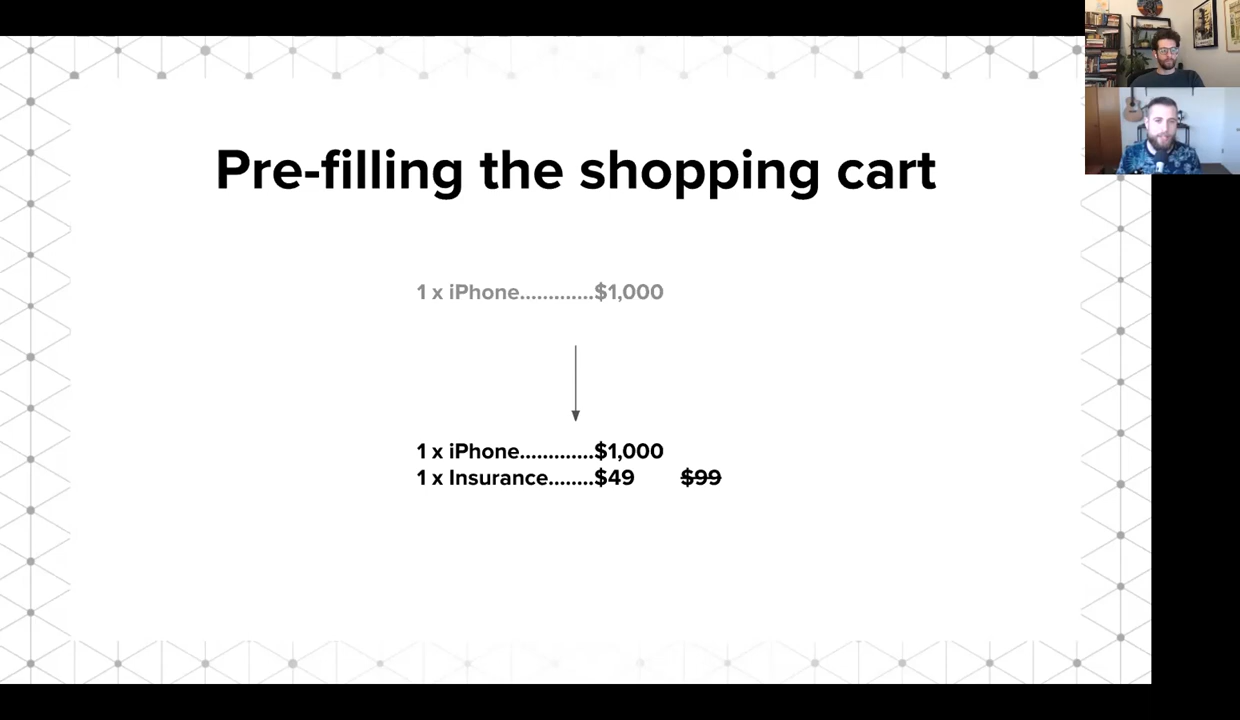 Pre-filling the shopping cart
1 x iPhone.............$1,000
1 x iPhone.............$1,000
1 x Insurance........$49 $99